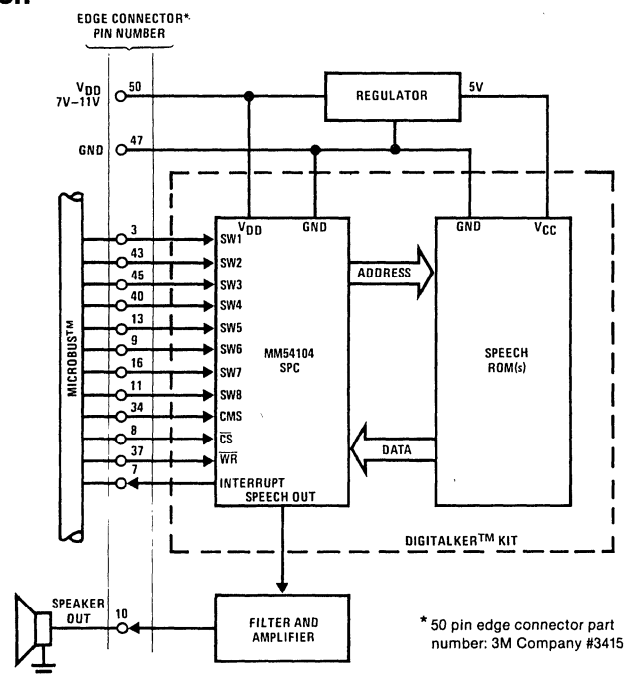 EDGE CONNECTOR*
PIN NUMBER
VDD
7V–11V
50
REGULATOR
5V
GND
47
VDD
GND
GND
VCC
MICROBUS™
3
SW1
43
SW2
45
SW3
40
SW4
13
SW5
9
SW6
16
SW7
11
SW8
34
CMS
8
CS
37
WR
7
INTERRUPT
SPEECH OUT
MM54104
SPC
ADDRESS
DATA
SPEECH
ROM(s)
DIGITALKER™ KIT
SPEAKER
OUT
10
FILTER AND
AMPLIFIER
* 50 pin edge connector part
number: 3M Company #3415